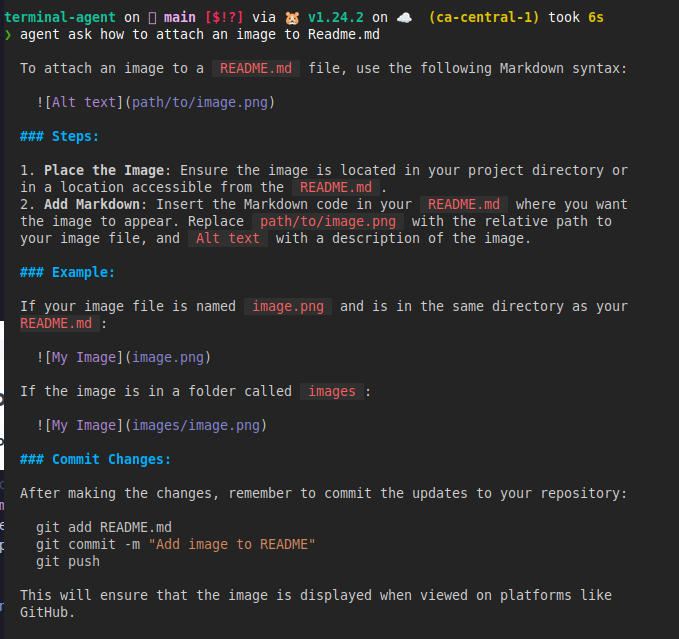 terminal-agent on  main [$!?] via 🐹 v1.24.2 on ☁️ (ca-central-1) took 6s
❯ agent ask how to attach an image to Readme.md
To attach an image to a README.md file, use the following Markdown syntax:
![Alt text](path/to/image.png)
### Steps:
1. Place the Image: Ensure the image is located in your project directory or
in a location accessible from the README.md .
2. Add Markdown: Insert the Markdown code in your README.md where you want
the image to appear. Replace path/to/image.png with the relative path to
your image file, and Alt text with a description of the image.
### Example:
If your image file is named image.png and is in the same directory as your
README.md :
![My Image](image.png)
If the image is in a folder called images :
![My Image](images/image.png)
### Commit Changes:
After making the changes, remember to commit the updates to your repository:
git add README.md
git commit -m "Add image to README"
git push
This will ensure that the image is displayed when viewed on platforms like
GitHub.